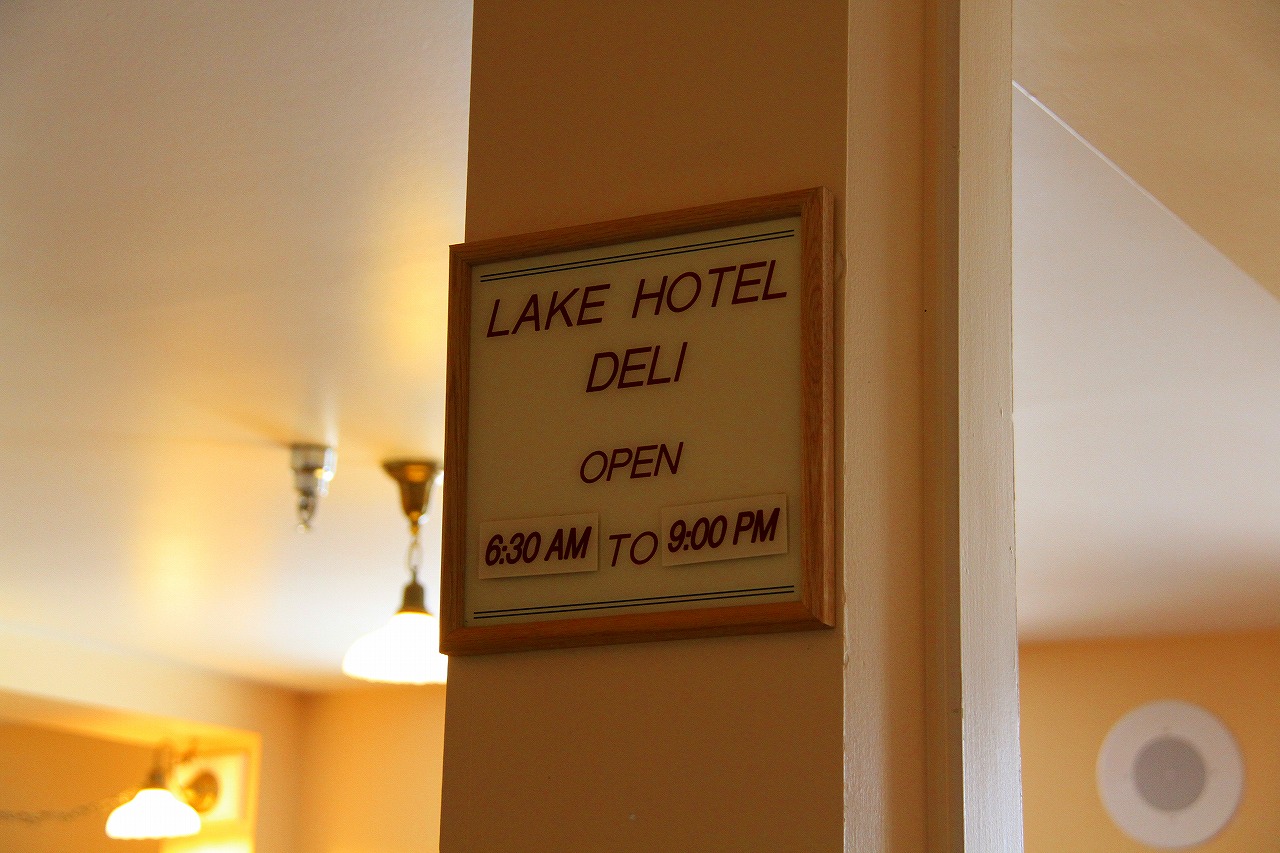 LAKE HOTEL
DELI
OPEN
6:30 AM TO 9:00 PM